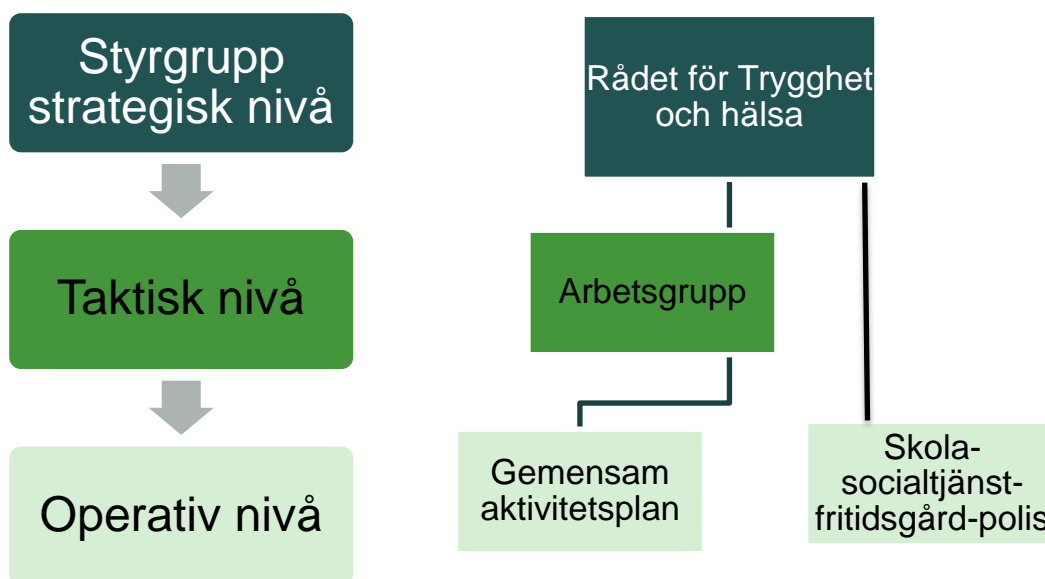 Styrgrupp
strategisk nivå
Taktisk nivå
Operativ nivå
Rådet för Trygghet
och hälsa
Arbetsgrupp
Gemensam
aktivitetsplan
Skola-
socialtjänst-
fritidsgård-polis